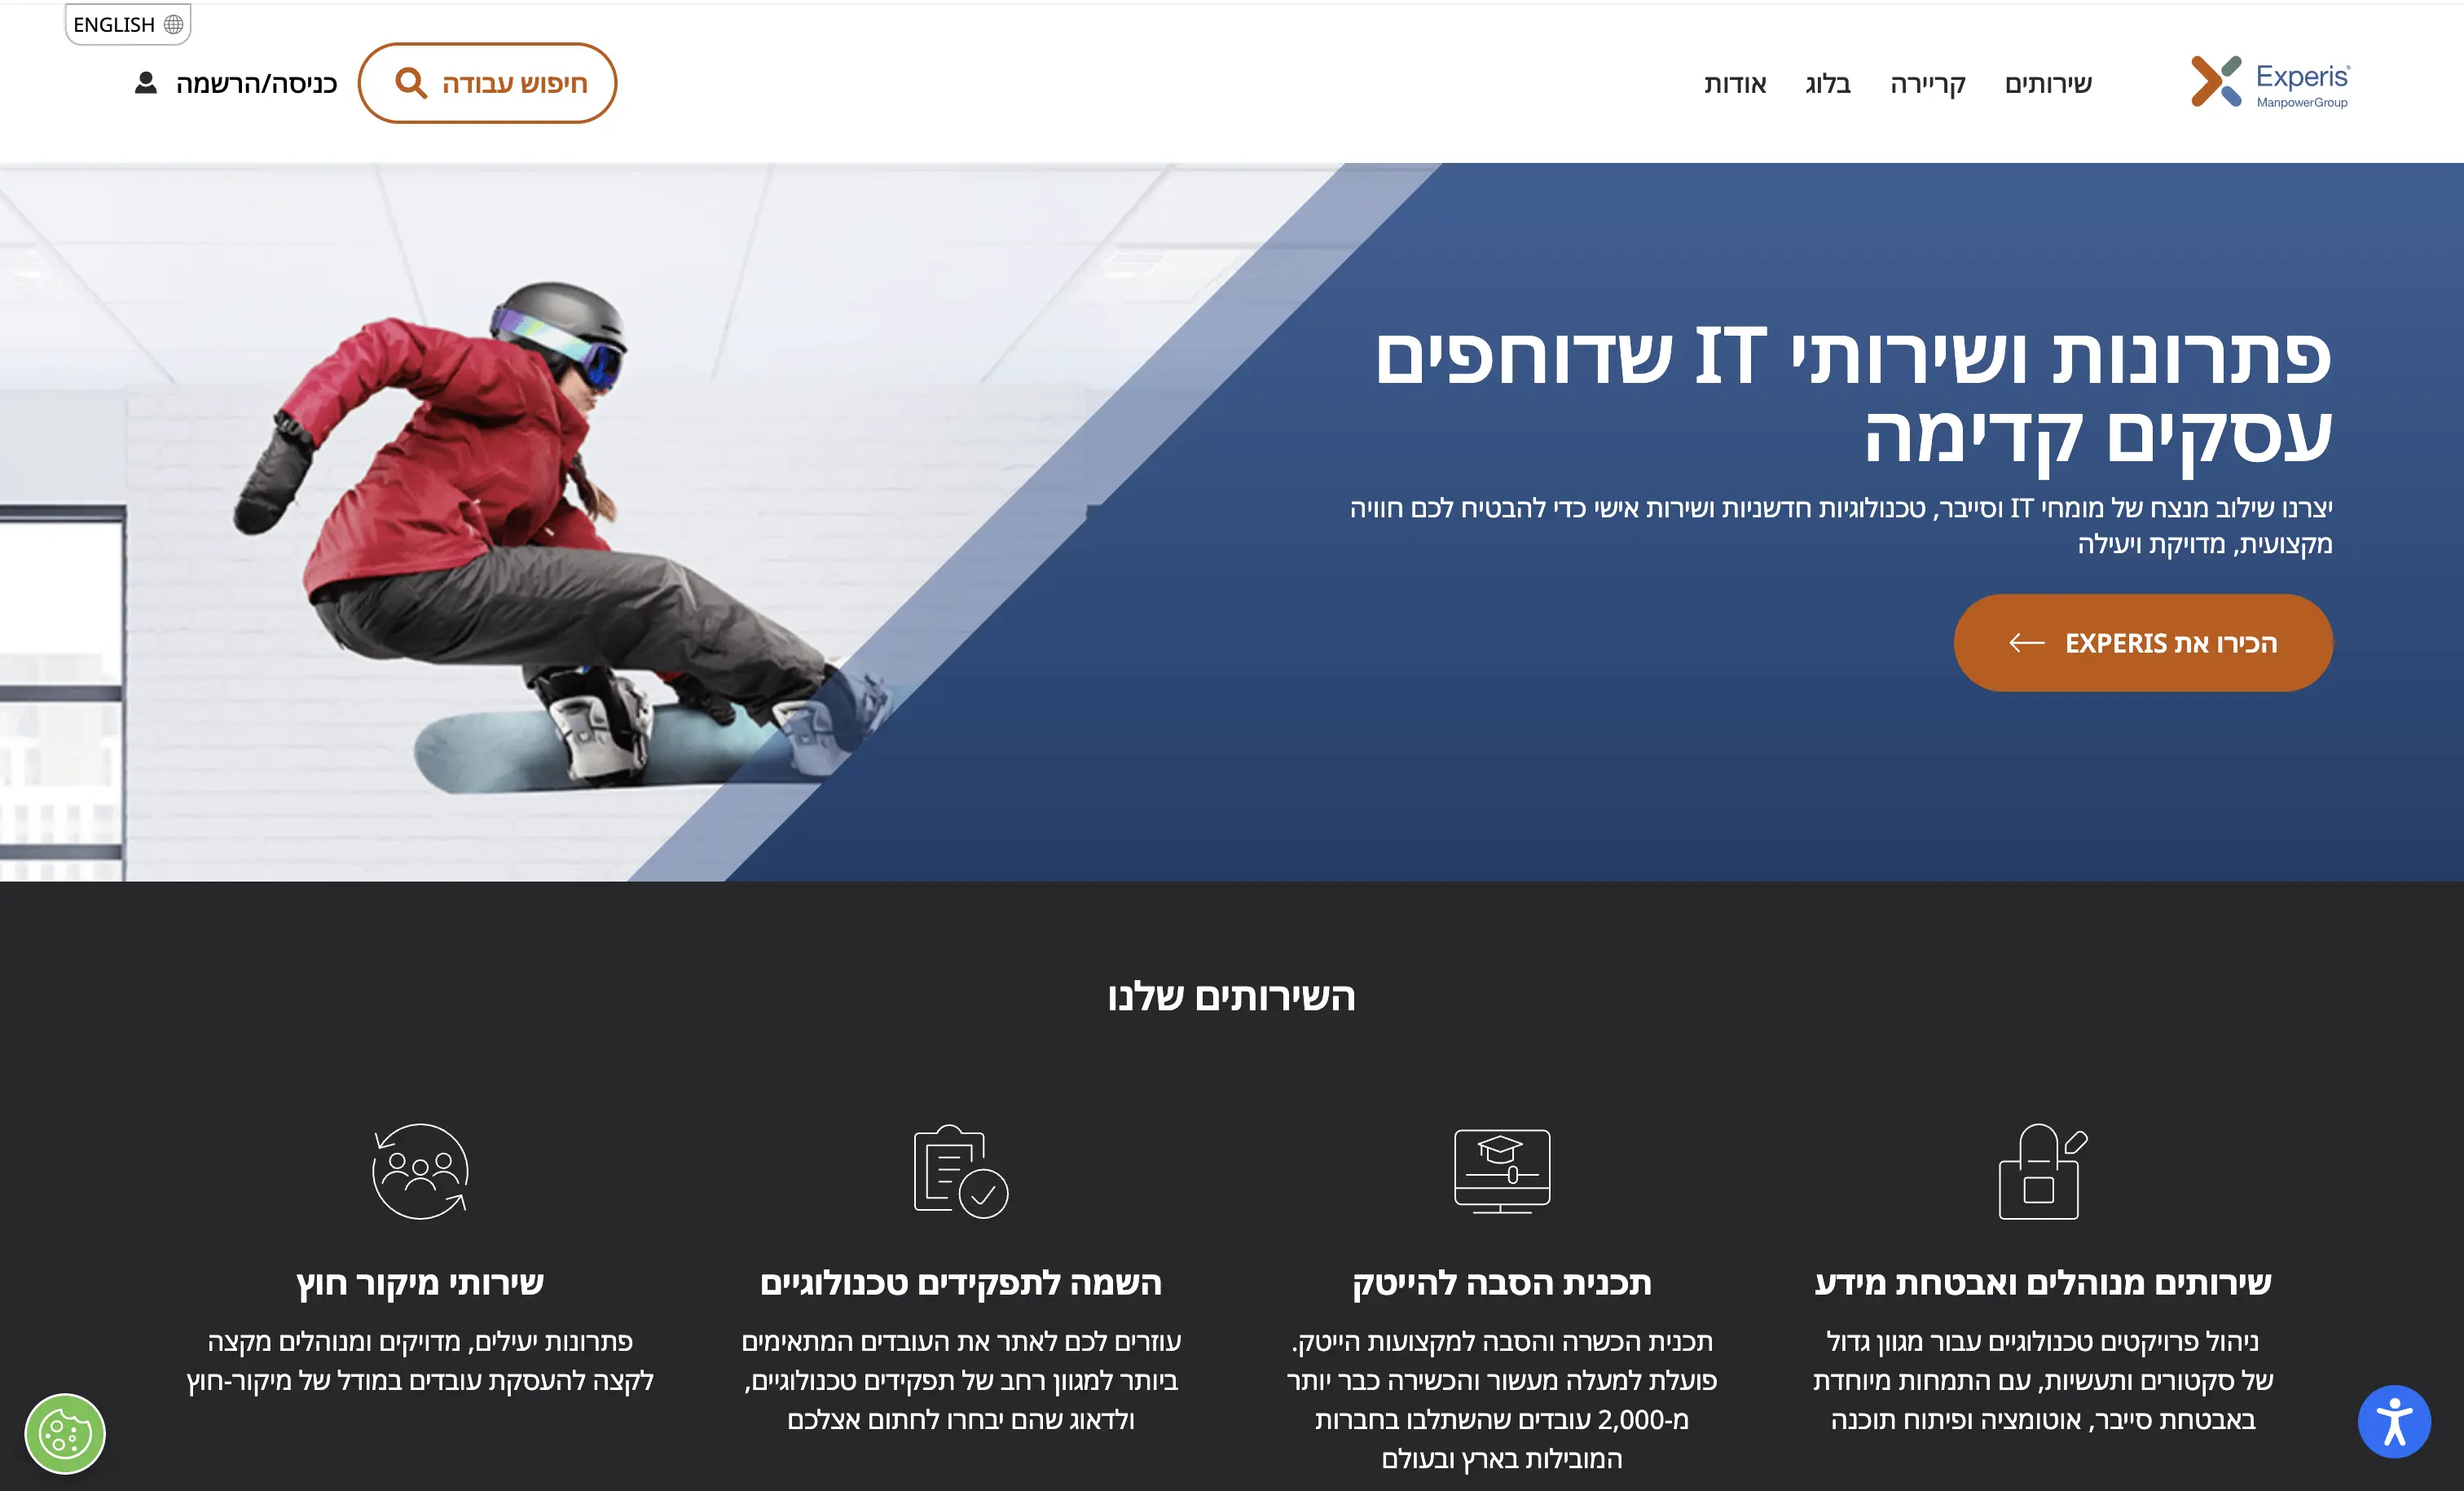 ENGLISH
Experis®
ManpowerGroup
שירותים
קריירה
בלוג
אודות
חיפוש עבודה
כניסה/הרשמה
פתרונות ושירותי IT שדוחפים
עסקים קדימה
יצרנו שילוב מנצח של מומחי IT וסייבר, טכנולוגיות חדשניות ושירות אישי כדי להבטיח לכם חוויה
מקצועית, מדויקת ויעילה
הכירו את EXPERIS
השירותים שלנו
שירותים מנוהלים ואבטחת מידע
ניהול פרויקטים טכנולוגיים עבור מגוון גדול
של סקטורים ותעשיות, עם התמחות מיוחדת
באבטחת סייבר, אוטומציה ופיתוח תוכנה
תכנית הסבה להייטק
תכנית הכשרה והסבה למקצועות הייטק.
פועלת למעלה מעשור והכשירה כבר יותר
מ-2,000 עובדים שהשתלבו בחברות
המובילות בארץ ובעולם
השמה לתפקידים טכנולוגיים
עוזרים לכם לאתר את העובדים המתאימים
ביותר למגוון רחב של תפקידים טכנולוגיים,
ולדאוג שהם יבחרו לחתום אצלכם
שירותי מיקור חוץ
פתרונות יעילים, מדויקים ומנוהלים מקצה
לקצה להעסקת עובדים במודל של מיקור-חוץ